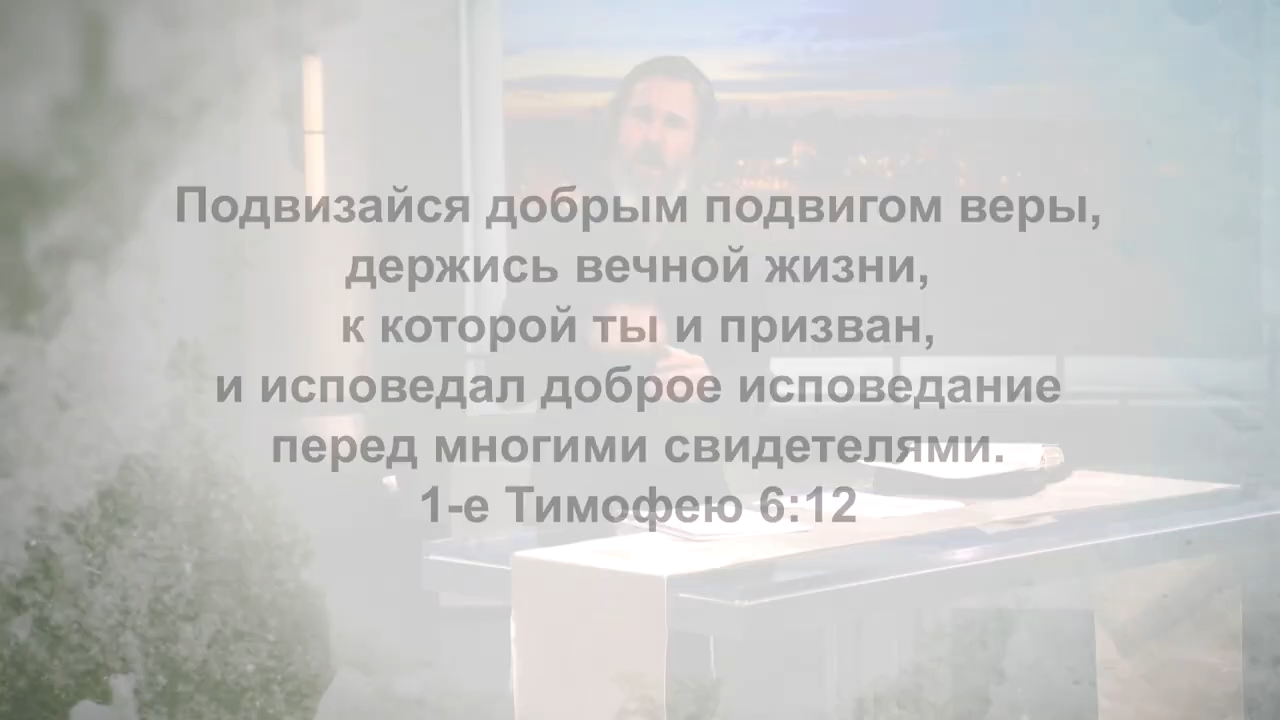 Подвизайся добрым подвигом веры,
держись вечной жизни,
к которой ты и призван,
и исповедал доброе исповедание
перед многими свидетелями.
1-е Тимофею 6:12